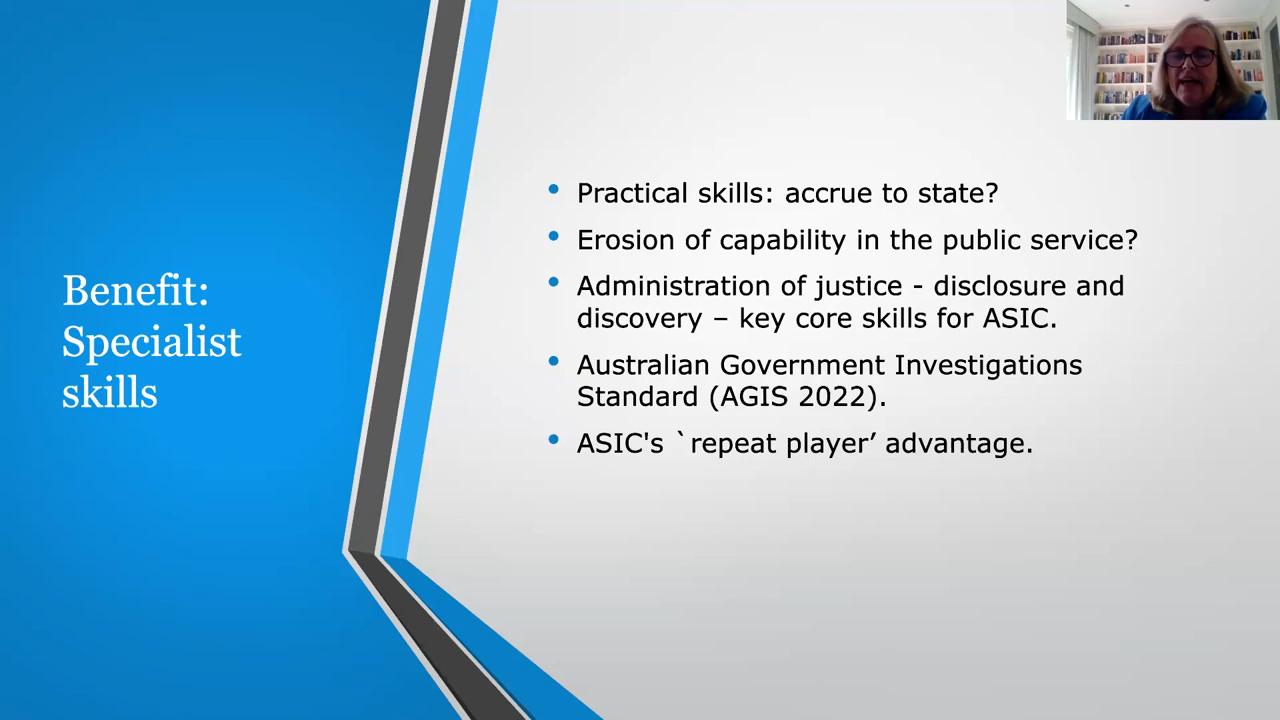 Benefit:
Specialist
skills
Practical skills: accrue to state?
Erosion of capability in the public service?
Administration of justice - disclosure and
discovery – key core skills for ASIC.
Australian Government Investigations
Standard (AGIS 2022).
ASIC's `repeat player’ advantage.